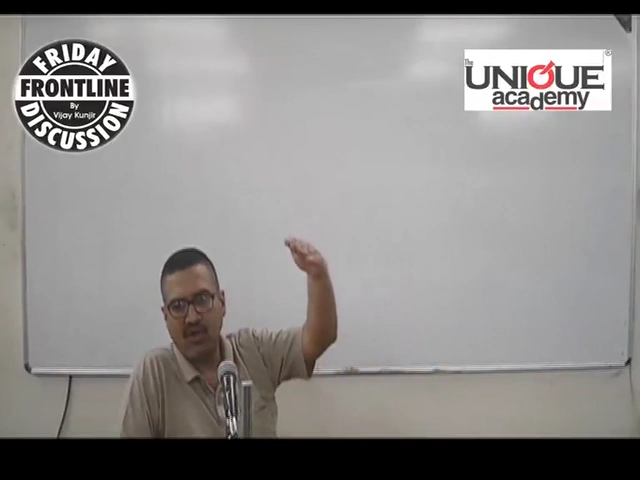 FRIDAY
FRONTLINE
By
Vijay Kunjir
DISCUSSION
The
UNIQUE
academy
®